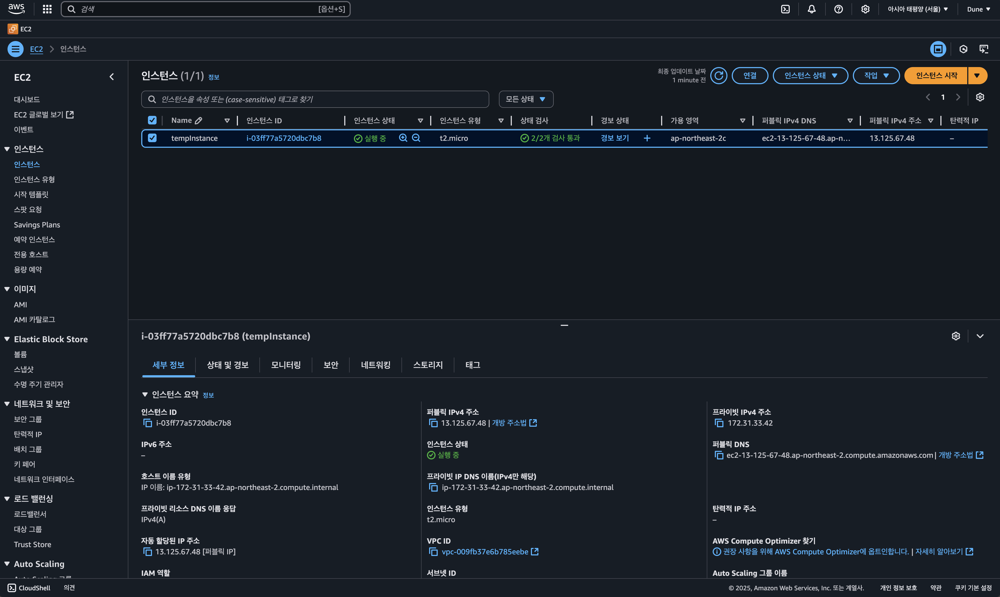 aws
검색
[옵션+S]
아시아 태평양 (서울)
Dune
EC2
EC2
인스턴스
EC2
대시보드
EC2 글로벌 보기
이벤트
인스턴스
인스턴스
인스턴스 유형
시작 템플릿
스팟 요청
Savings Plans
예약 인스턴스
전용 호스트
용량 예약
이미지
AMI
AMI 카탈로그
Elastic Block Store
볼륨
스냅샷
수명 주기 관리자
네트워크 및 보안
보안 그룹
탄력적 IP
배치 그룹
키 페어
네트워크 인터페이스
로드 밸런싱
로드밸런서
대상 그룹
Trust Store
Auto Scaling
Auto Scaling 그룹
인스턴스 (1/1) 정보
최종 업데이트 날짜
1 minute 전
연결
인스턴스 상태
작업
인스턴스 시작
인스턴스을 속성 또는 (case-sensitive) 태그로 찾기
모든 상태
1
Name 인스턴스 ID 인스턴스 상태 인스턴스 유형 상태 검사 경보 상태 가용 영역 퍼블릭 IPv4 DNS 퍼블릭 IPv4 주소 탄력적 IP
tempInstance i-03ff77a5720dbc7b8 실행 중 t2.micro 2/2개 검사 통과 경보 보기 + ap-northeast-2c ec2-13-125-67-48.ap-n... 13.125.67.48 –
i-03ff77a5720dbc7b8 (tempInstance)
세부 정보 상태 및 경보 모니터링 보안 네트워킹 스토리지 태그
인스턴스 요약 정보
인스턴스 ID
i-03ff77a5720dbc7b8
퍼블릭 IPv4 주소
13.125.67.48 | 개방 주소법
프라이빗 IPv4 주소
172.31.33.42
IPv6 주소
–
인스턴스 상태
실행 중
퍼블릭 DNS
ec2-13-125-67-48.ap-northeast-2.compute.amazonaws.com | 개방 주소법
호스트 이름 유형
IP 이름: ip-172-31-33-42.ap-northeast-2.compute.internal
프라이빗 IP DNS 이름(IPv4만 해당)
ip-172-31-33-42.ap-northeast-2.compute.internal
프라이빗 리소스 DNS 이름 응답
IPv4(A)
인스턴스 유형
t2.micro
탄력적 IP 주소
–
자동 할당된 IP 주소
13.125.67.48 [퍼블릭 IP]
VPC ID
vpc-009fb37e6b785eebe
AWS Compute Optimizer 찾기
권장 사항을 위해 AWS Compute Optimizer에 옵트인합니다. | 자세히 알아보기
IAM 역할
서브넷 ID
Auto Scaling 그룹 이름
CloudShell
의견
© 2025, Amazon Web Services, Inc. 또는 계열사.
개인 정보 보호
약관
쿠키 기본 설정